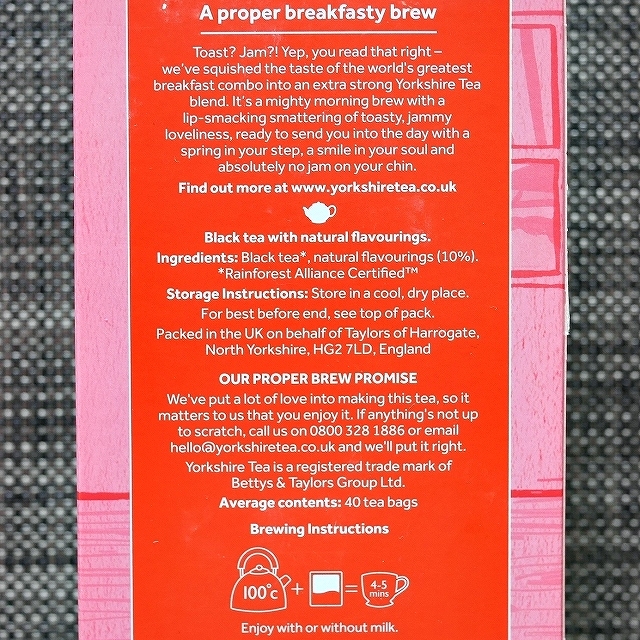 A proper breakfasty brew
Toast? Jam?! Yep, you read that right –
we've squished the taste of the world's greatest
breakfast combo into an extra strong Yorkshire Tea
blend. It's a mighty morning brew with a
lip-smacking smattering of toasty, jammy
loveliness, ready to send you into the day with a
spring in your step, a smile in your soul and
absolutely no jam on your chin.
Find out more at www.yorkshiretea.co.uk
Black tea with natural flavourings.
Ingredients: Black tea*, natural flavourings (10%).
*Rainforest Alliance Certified™
Storage Instructions: Store in a cool, dry place.
For best before end, see top of pack.
Packed in the UK on behalf of Taylors of Harrogate,
North Yorkshire, HG2 7LD, England
OUR PROPER BREW PROMISE
We've put a lot of love into making this tea, so it
matters to us that you enjoy it. If anything's not up
to scratch, call us on 0800 328 1886 or email
hello@yorkshiretea.co.uk and we'll put it right.
Yorkshire Tea is a registered trade mark of
Bettys & Taylors Group Ltd.
Average contents: 40 tea bags
Brewing Instructions
100°c + = 4-5
mins
Enjoy with or without milk.